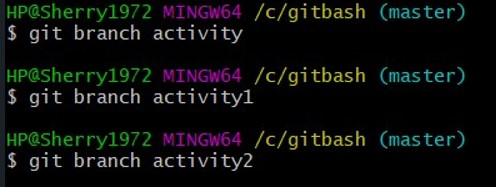 HP@Sherry1972 MINGW64 /c/gitbash (master)
$ git branch activity
HP@Sherry1972 MINGW64 /c/gitbash (master)
$ git branch activity1
HP@Sherry1972 MINGW64 /c/gitbash (master)
$ git branch activity2